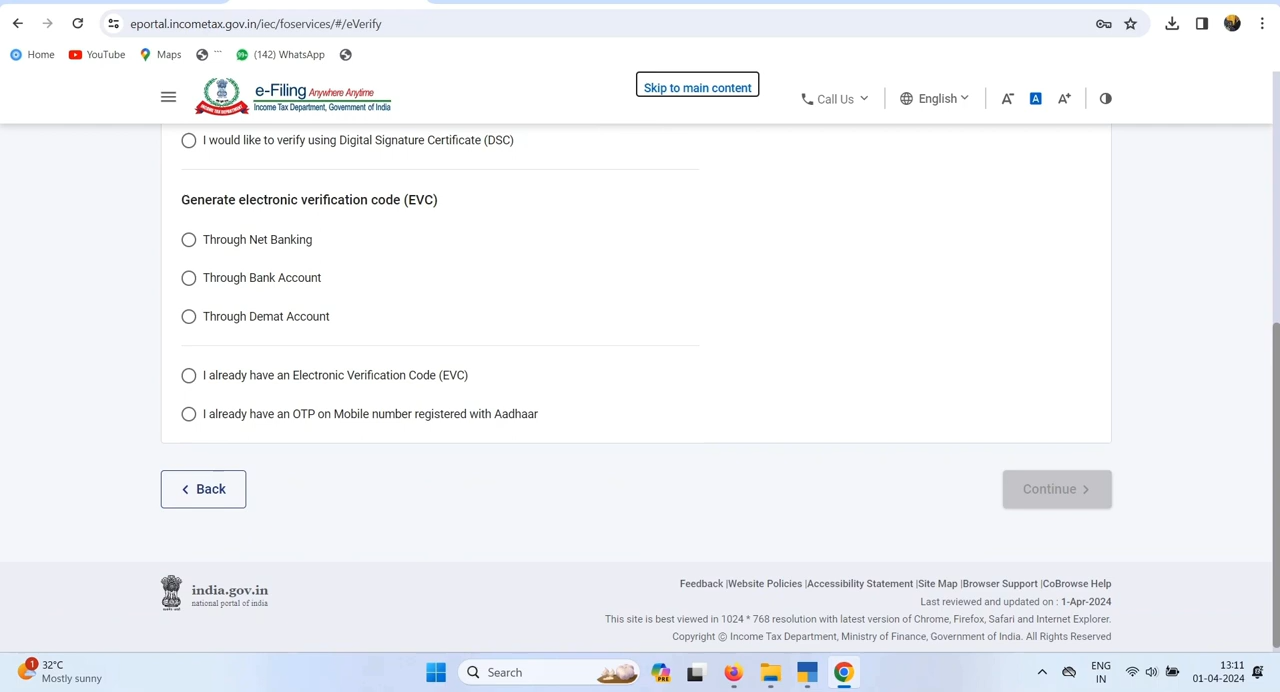 eportal.incometax.gov.in/iec/foservices/#/eVerify
Home YouTube Maps (142) WhatsApp
e-Filing Anywhere Anytime
Income Tax Department, Government of India
Skip to main content
Call Us English A- A A+
I would like to verify using Digital Signature Certificate (DSC)
Generate electronic verification code (EVC)
Through Net Banking
Through Bank Account
Through Demat Account
I already have an Electronic Verification Code (EVC)
I already have an OTP on Mobile number registered with Aadhaar
Back
Continue
india.gov.in
national portal of india
Feedback |Website Policies |Accessibility Statement |Site Map |Browser Support |CoBrowse Help
Last reviewed and updated on : 1-Apr-2024
This site is best viewed in 1024 * 768 resolution with latest version of Chrome, Firefox, Safari and Internet Explorer.
Copyright © Income Tax Department, Ministry of Finance, Government of India. All Rights Reserved
1
32°C
Mostly sunny
Search
PRE
ENG
IN
13:11
01-04-2024